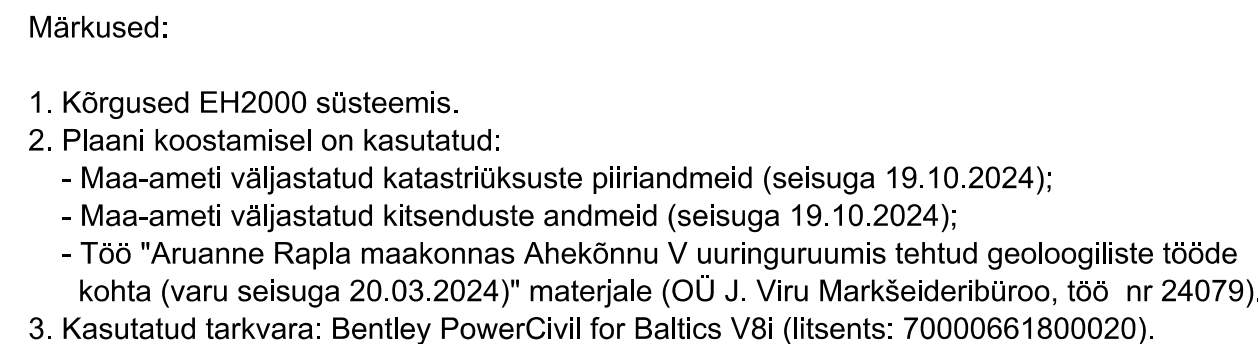 Märkused:
1. Kõrgused EH2000 süsteemis.
2. Plaani koostamisel on kasutatud:
- Maa-ameti väljastatud katastriüksuste piiriandmeid (seisuga 19.10.2024);
- Maa-ameti väljastatud kitsenduste andmeid (seisuga 19.10.2024);
- Töö "Aruanne Rapla maakonnas Ahekõnnu V uuringuruumis tehtud geoloogiliste tööde
kohta (varu seisuga 20.03.2024)" materjale (OÜ J. Viru Markšeideribüroo, töö  nr 24079).
3. Kasutatud tarkvara: Bentley PowerCivil for Baltics V8i (litsents: 70000661800020).